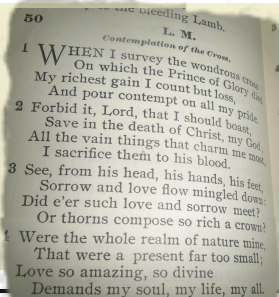 the bleeding Lamb.
50
L. M.
Contemplation of the Cross.
1 WHEN I survey the wondrous cross
On which the Prince of Glory died
My richest gain I count but loss,
And pour contempt on all my pride.
2 Forbid it, Lord, that I should boast,
Save in the death of Christ, my God;
All the vain things that charm me most,
I sacrifice them to his blood.
3 See, from his head, his hands, his feet,
Sorrow and love flow mingled down:
Did e'er such love and sorrow meet?
Or thorns compose so rich a crown?
4 Were the whole realm of nature mine,
That were a present far too small;
Love so amazing, so divine
Demands my soul, my life, my all.